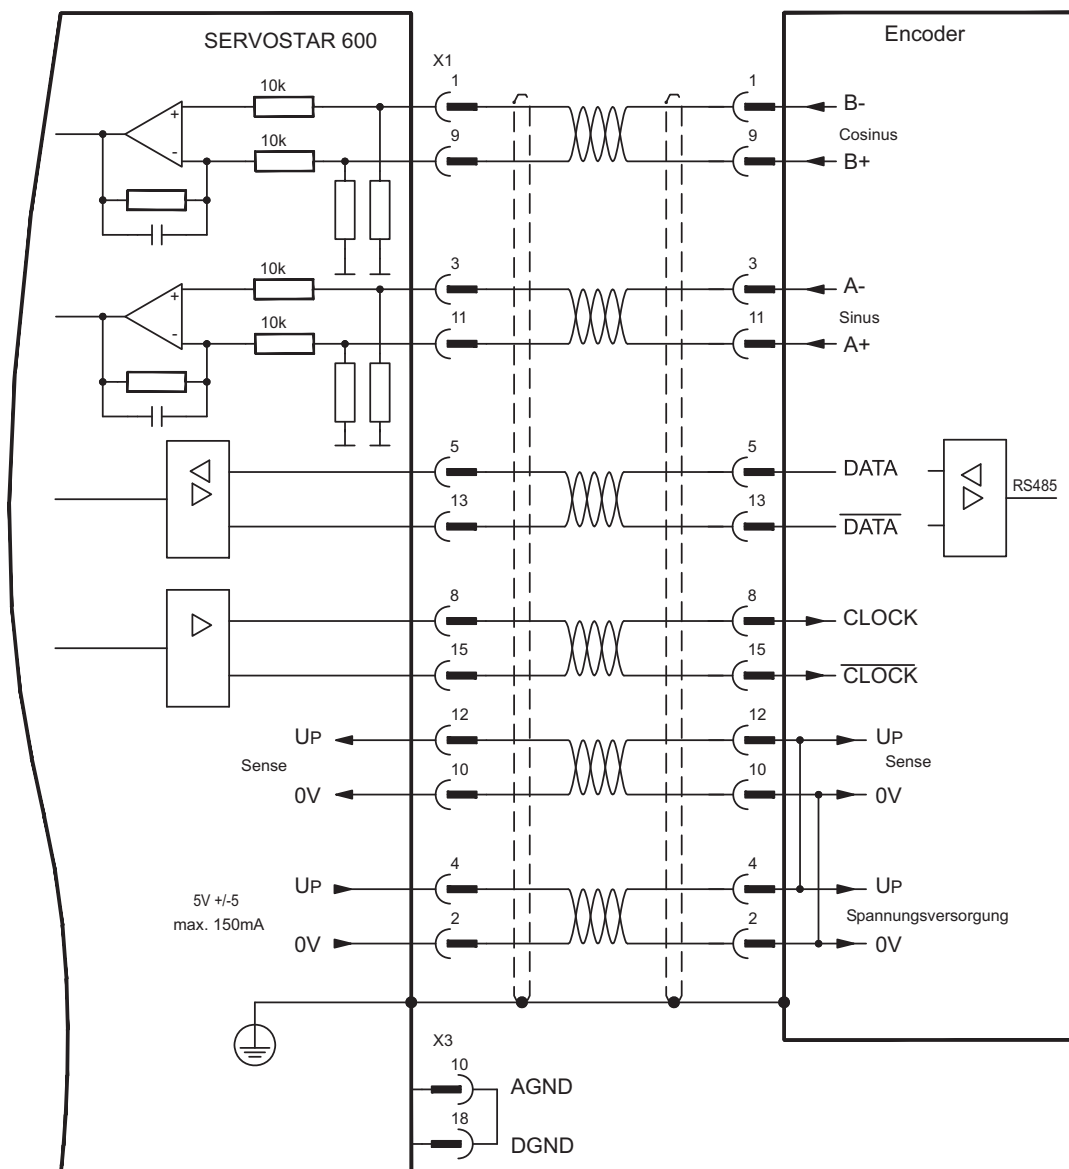 SERVOSTAR 600
Encoder
X1
10k
1
1
B-
+
Cosinus
10k
9
9
B+
-
10k
3
3
A-
+
Sinus
10k
11
11
A+
-
5
5
DATA
RS485
13
13
DATA
8
8
CLOCK
15
15
CLOCK
UP
12
12
UP
Sense
Sense
0V
10
10
0V
UP
4
4
UP
5V +/-5
max. 150mA
Spannungsversorgung
0V
2
2
0V
X3
10
AGND
18
DGND